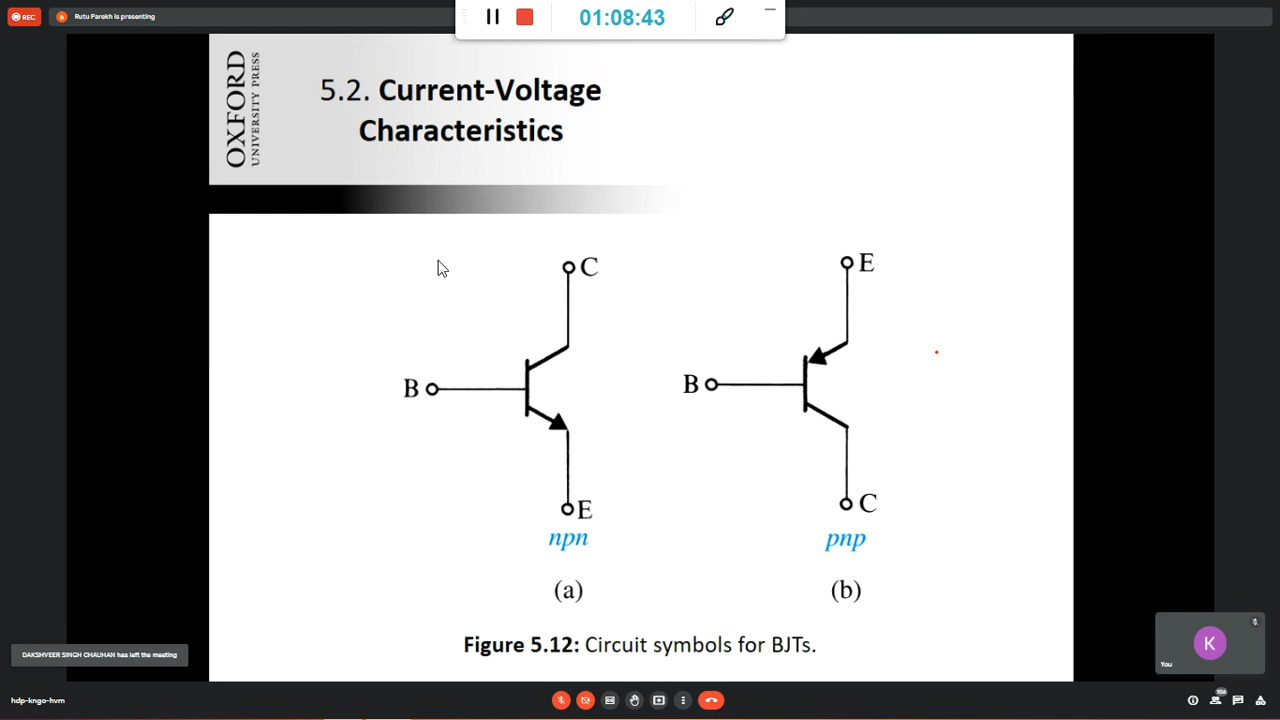 REC
R
Rutu Parekh is presenting
01:08:43
OXFORD
UNIVERSITY PRESS
5.2. Current-Voltage
Characteristics
C
E
B
B
E
C
npn
pnp
(a)
(b)
Figure 5.12: Circuit symbols for BJTs.
DAKSHVEER SINGH CHAUHAN has left the meeting
K
You
hdp-kngo-hvm
106